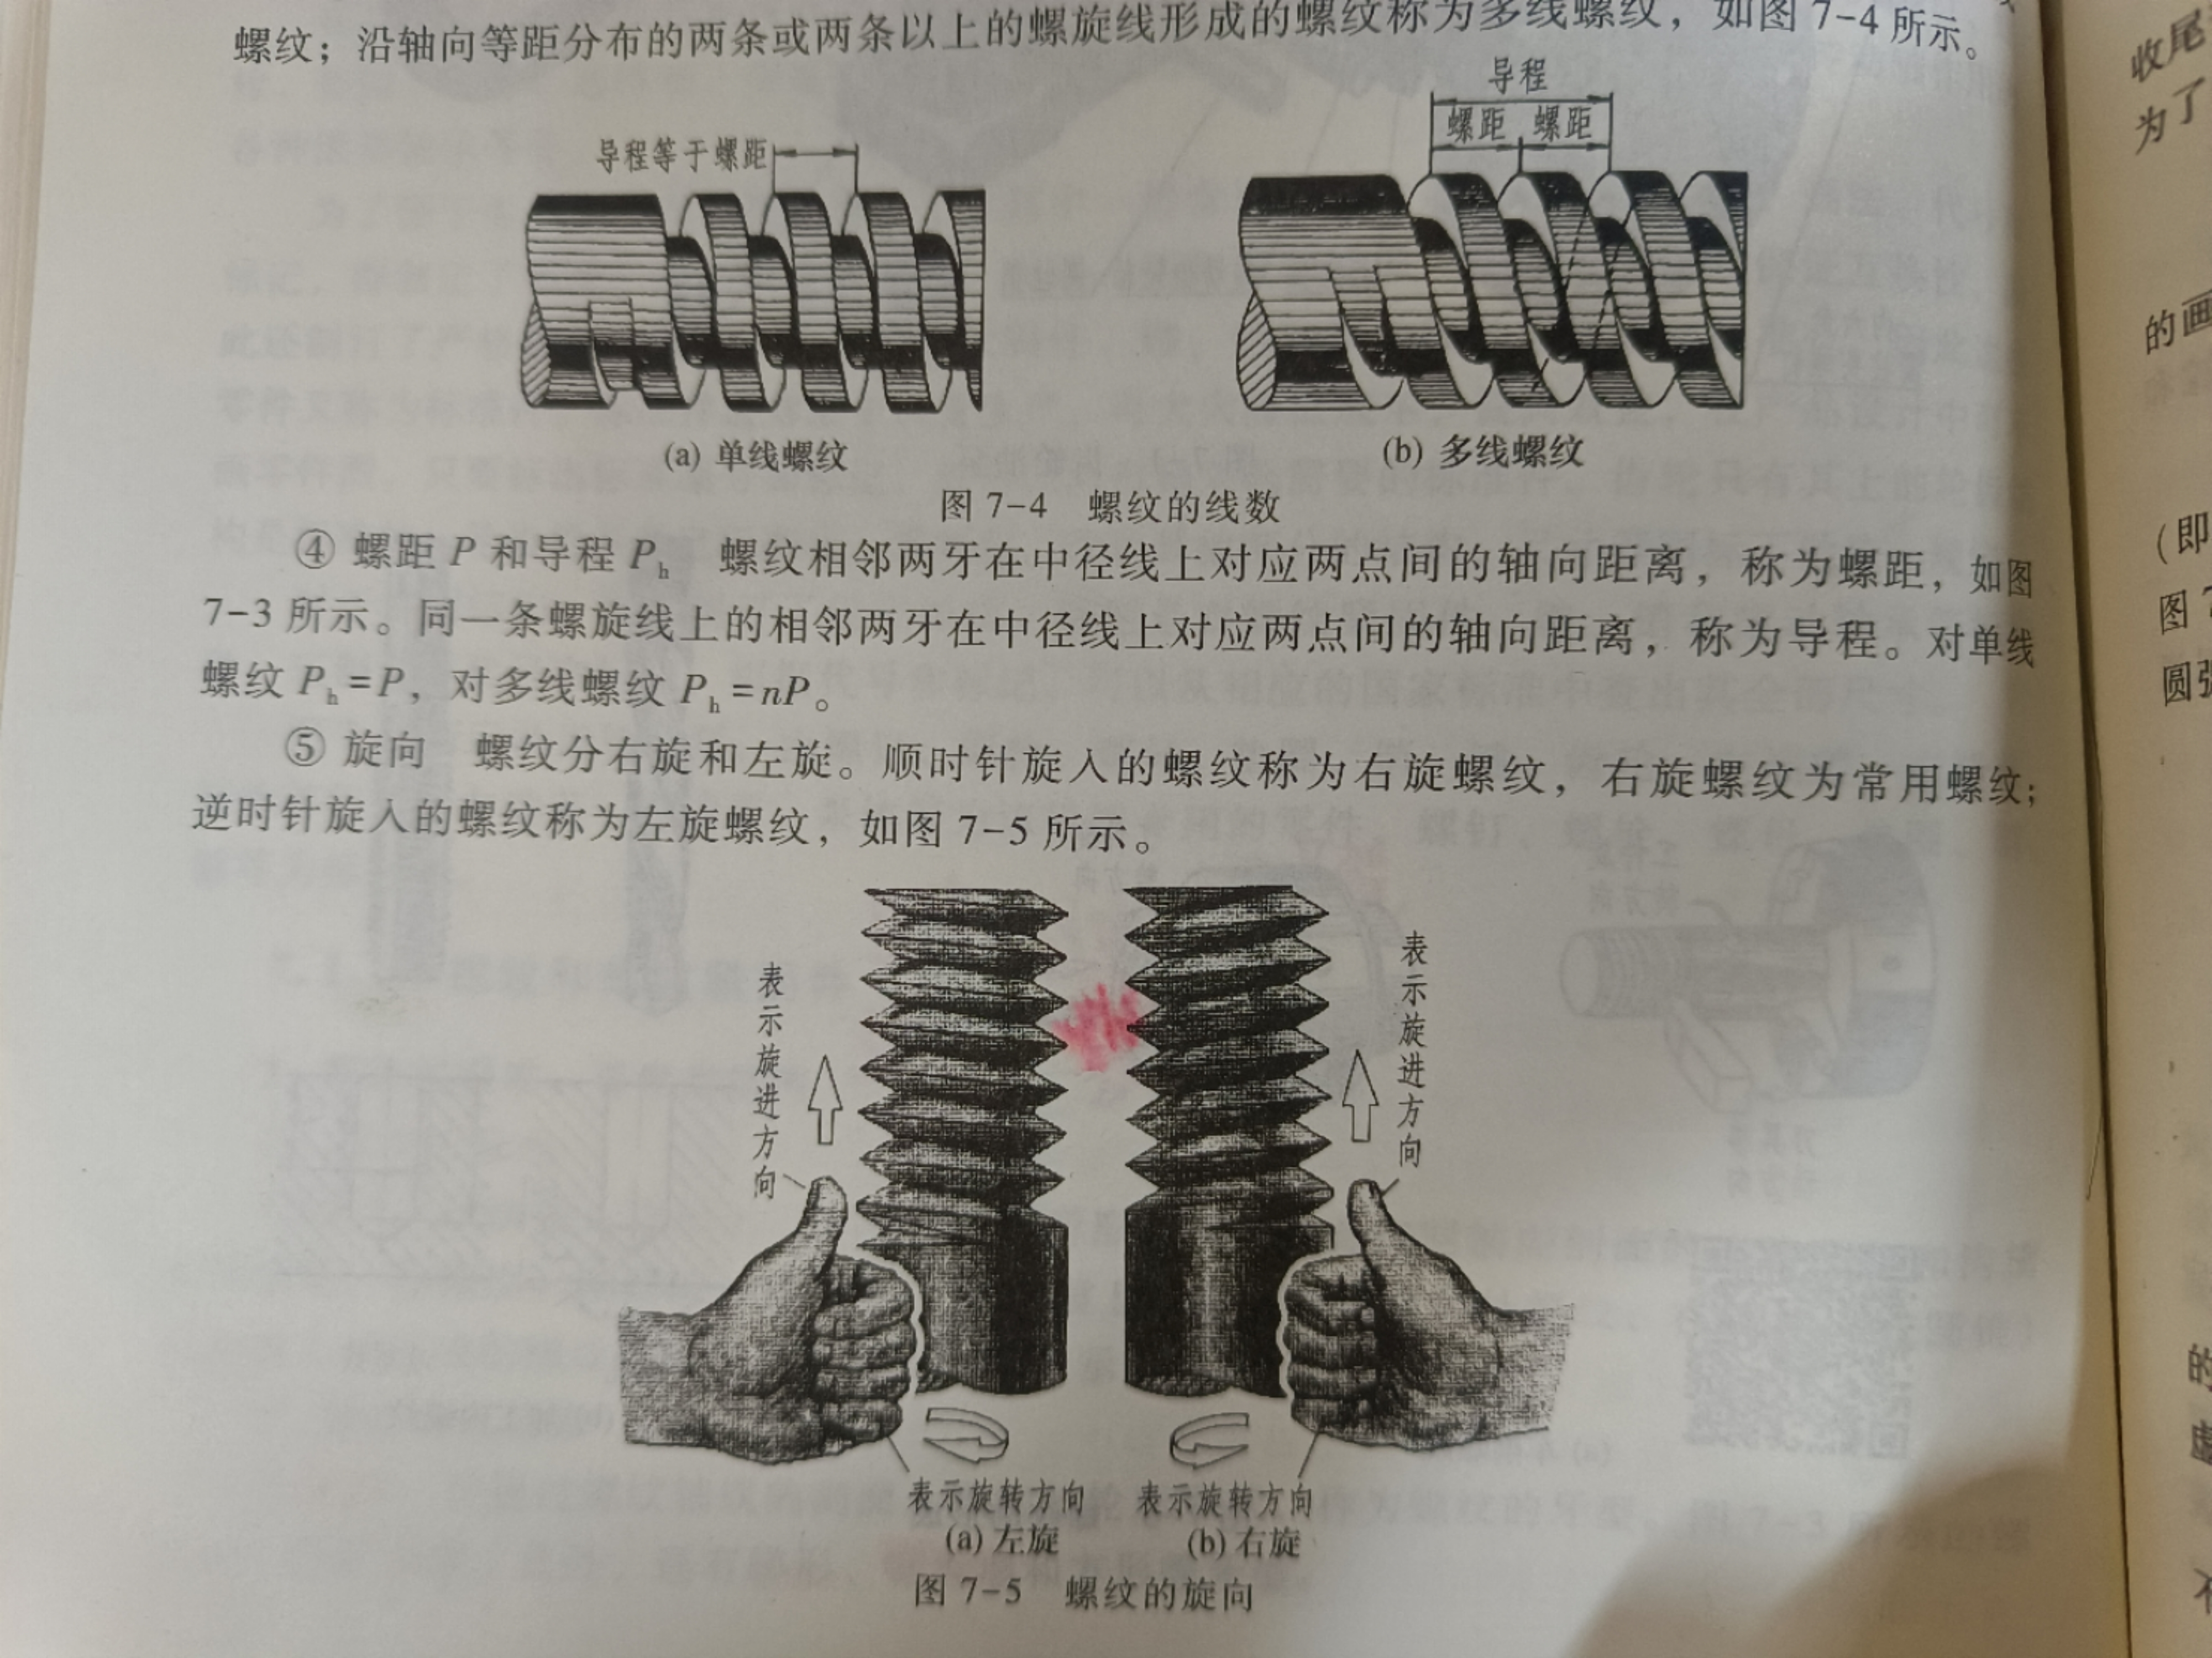 螺纹；沿轴向等距分布的两条或两条以上的螺旋线形成的螺纹称为多线螺纹，如图 7-4 所示。
导程
螺距 螺距
导程等于螺距
(a) 单线螺纹
(b) 多线螺纹
图 7-4 螺纹的线数
④ 螺距 P 和导程 Ph 螺纹相邻两牙在中径线上对应两点间的轴向距离，称为螺距，如图
7-3 所示。同一条螺旋线上的相邻两牙在中径线上对应两点间的轴向距离，称为导程。对单线
螺纹 Ph=P，对多线螺纹 Ph=nP。
⑤ 旋向 螺纹分右旋和左旋。顺时针旋入的螺纹称为右旋螺纹，右旋螺纹为常用螺纹；
逆时针旋入的螺纹称为左旋螺纹，如图 7-5 所示。
表示旋进方向
表示旋进方向
表示旋转方向
(a) 左旋
表示旋转方向
(b) 右旋
图 7-5 螺纹的旋向
收尾
为了
的画
(即
图 7
圆弧
的